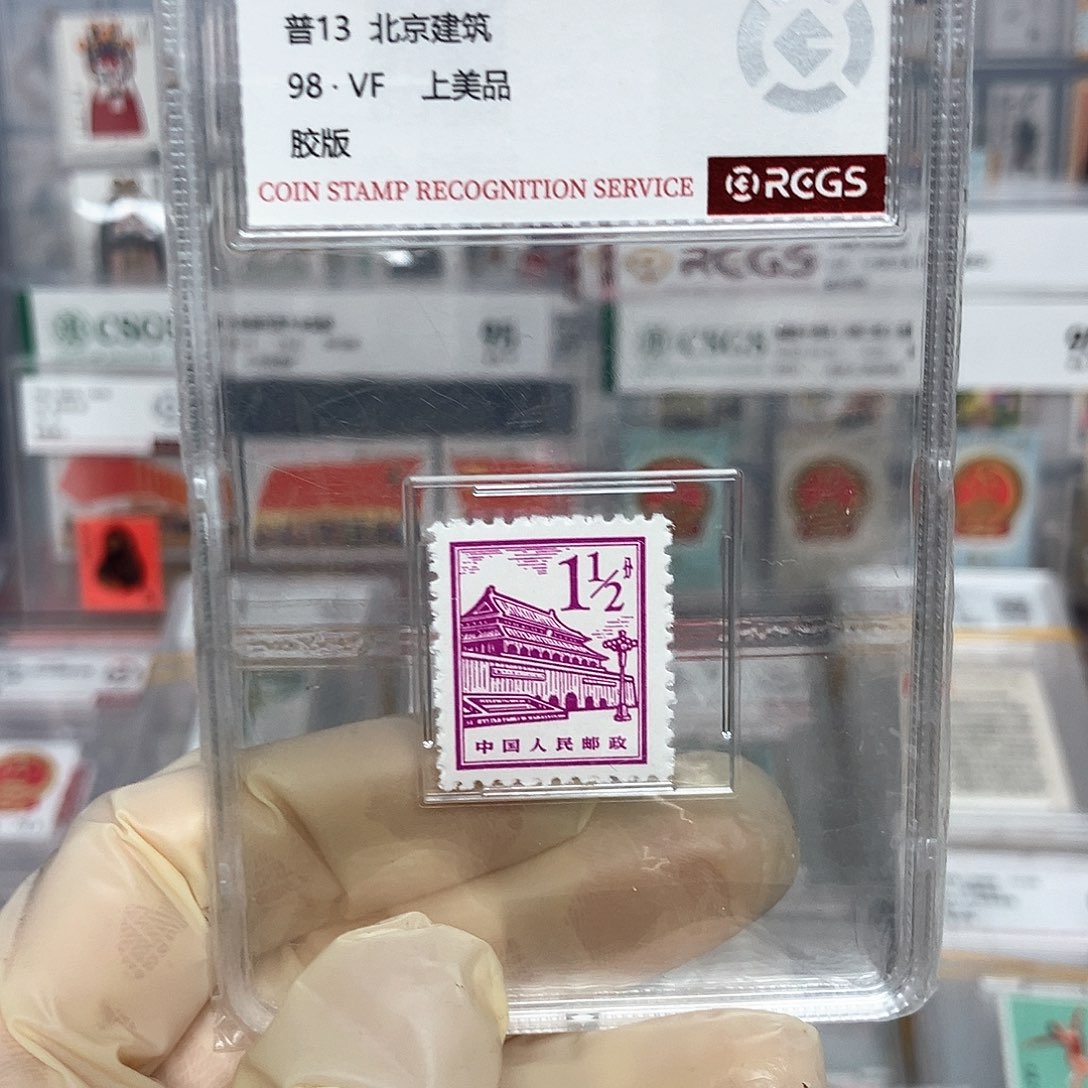 普13 北京建筑
98·VF 上美品
胶版
COIN STAMP RECOGNITION SERVICE RCGS
RCGS
CSGS
CSGS
1½分
中国人民邮政